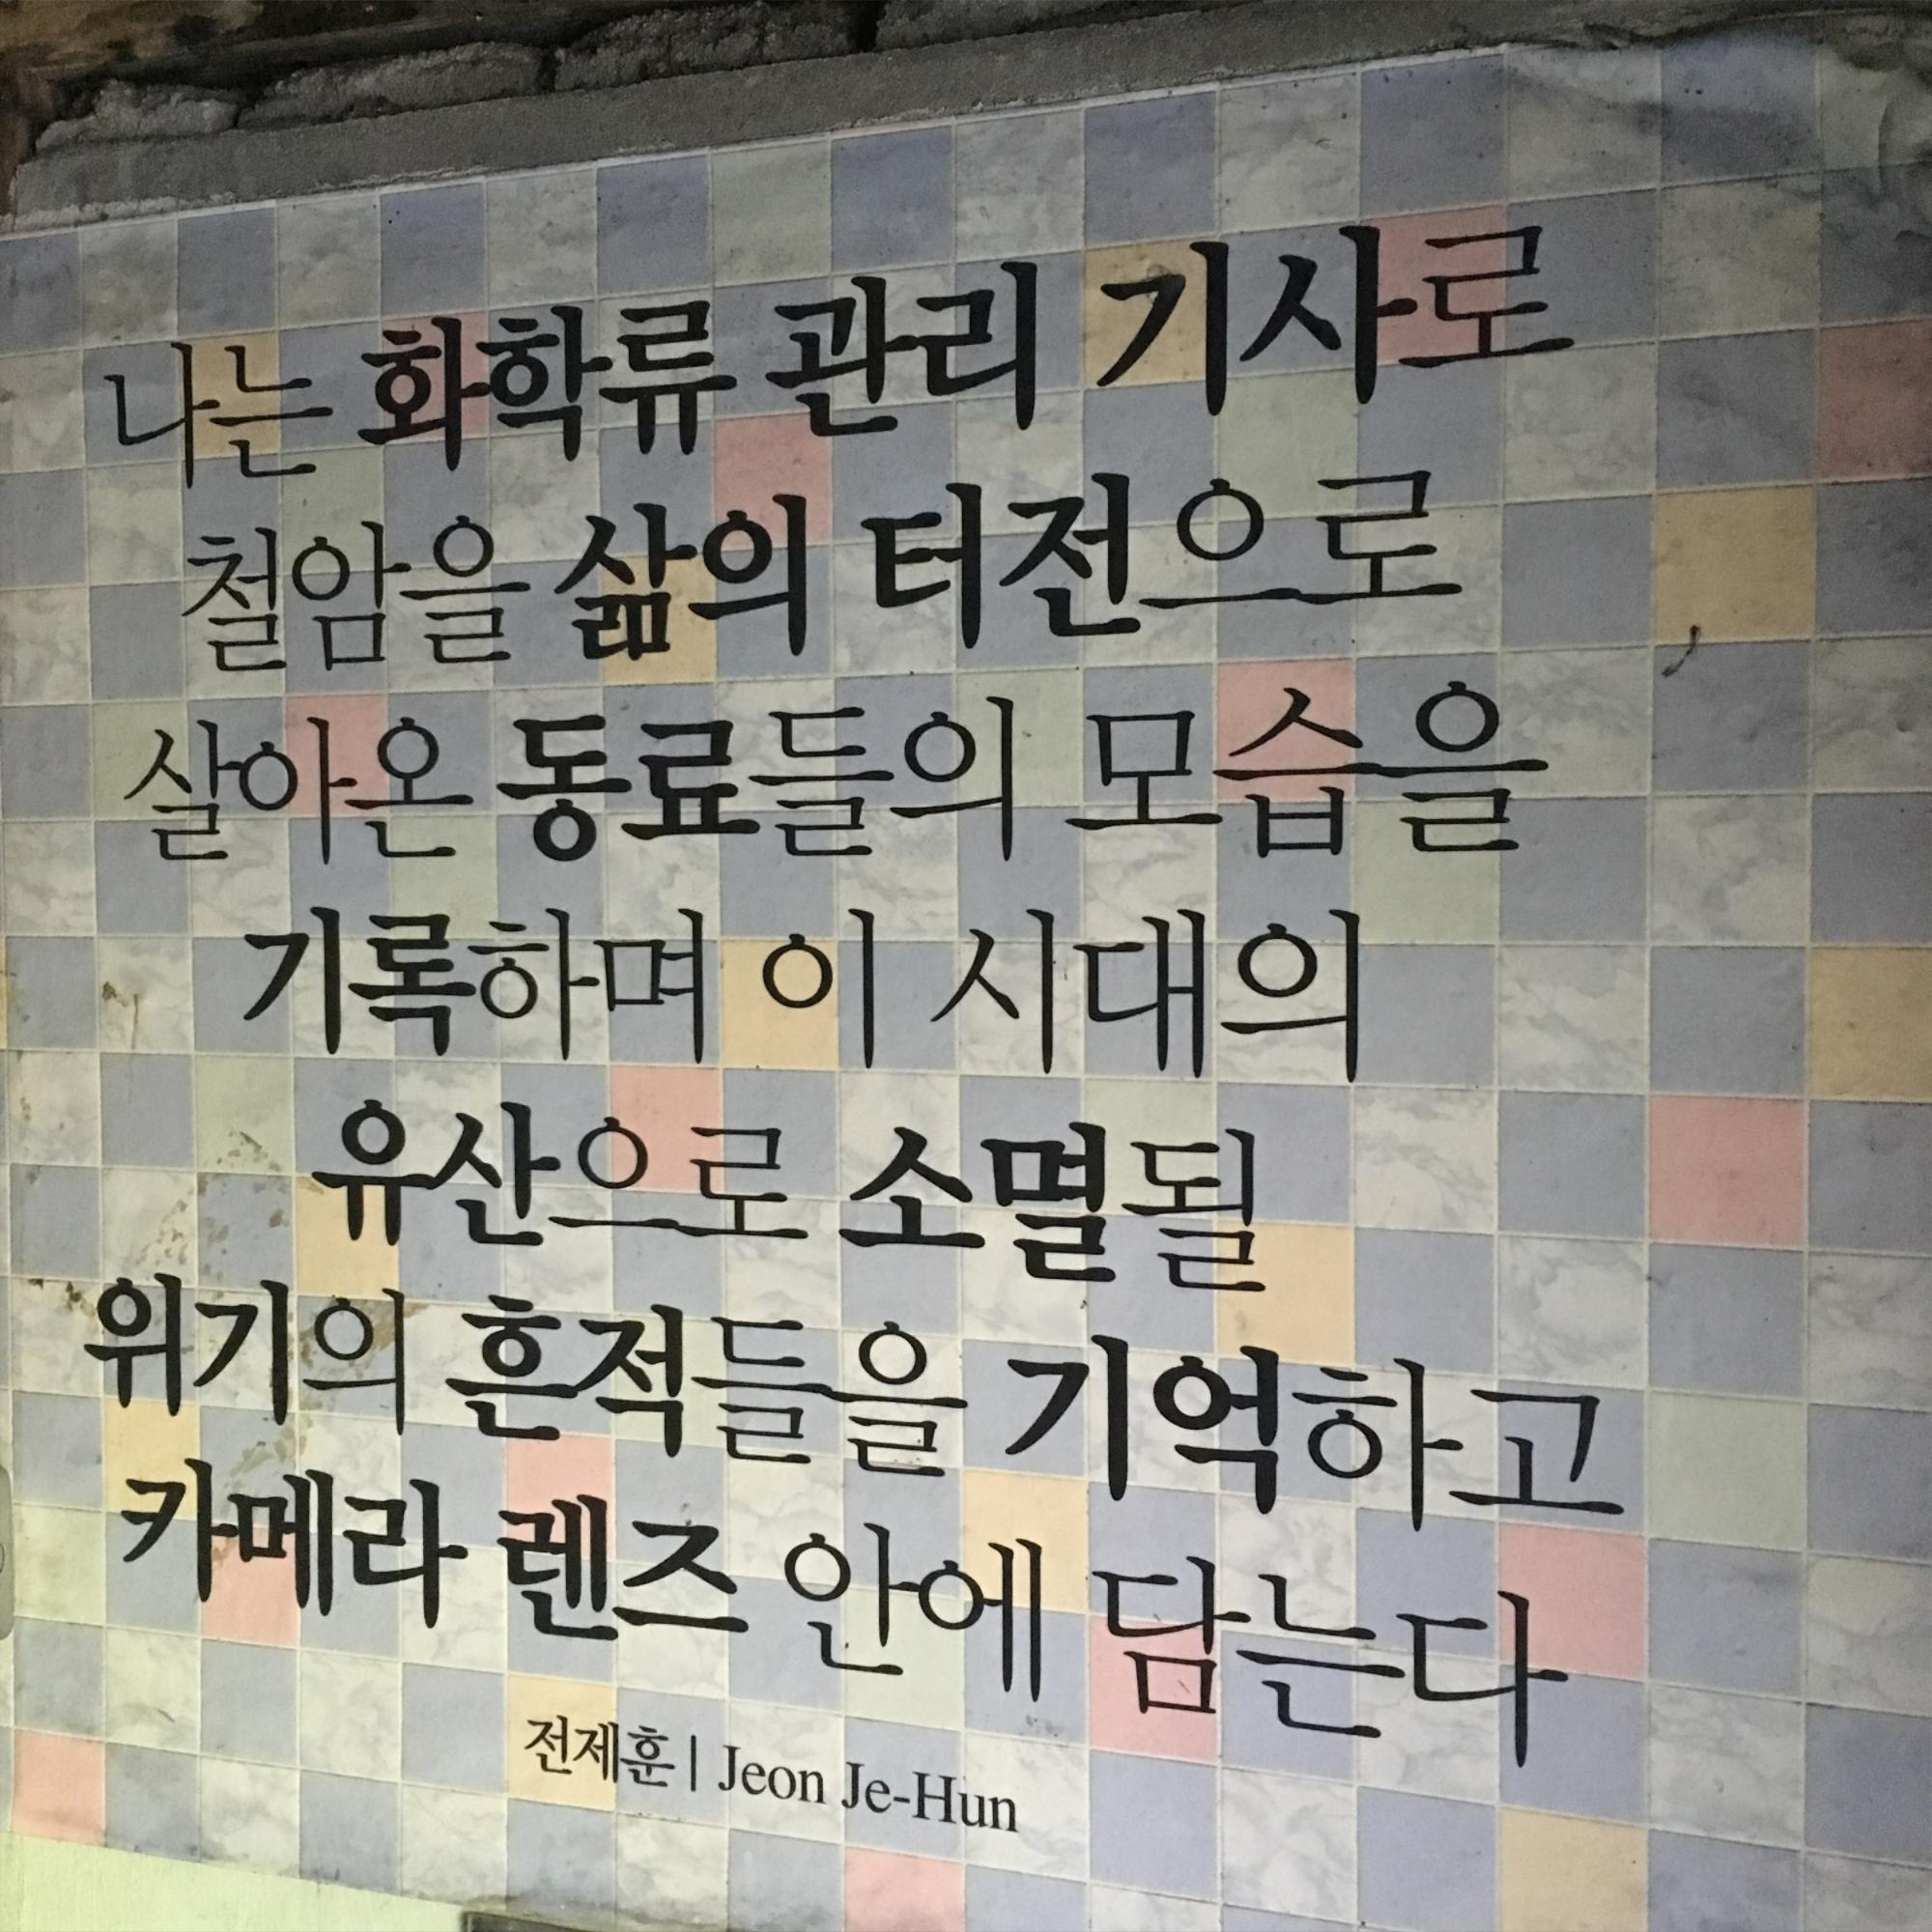 나는 화학류 관리 기사로
철암을 삶의 터전으로
살아온 동료들의 모습을
기록하며 이 시대의
유산으로 소멸될
위기의 흔적들을 기억하고
카메라 렌즈 안에 담는다
전제훈 | Jeon Je-Hun